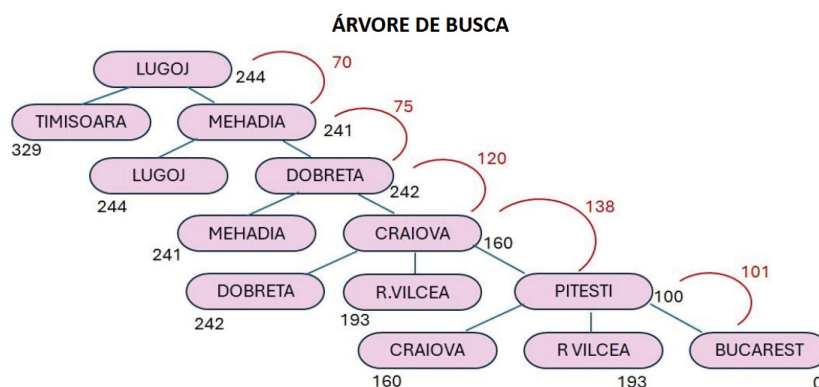 ÁRVORE DE BUSCA
LUGOJ
244
70
TIMISOARA
329
MEHADIA
241
75
LUGOJ
244
DOBRETA
242
120
MEHADIA
241
CRAIOVA
160
138
DOBRETA
242
R.VILCEA
193
PITESTI
100
101
CRAIOVA
160
R VILCEA
193
BUCAREST
0